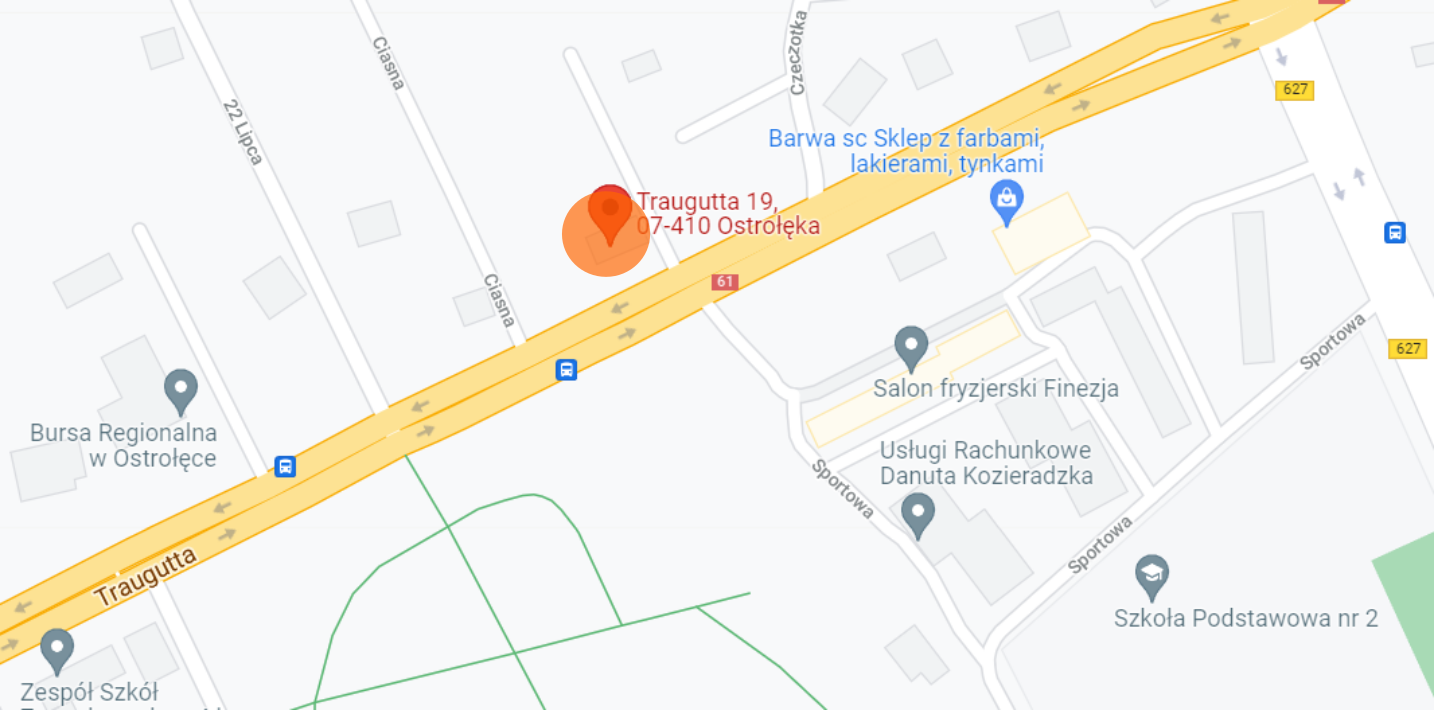 Ciasna
Czeczotka
627
22 Lipca
Barwa sc Sklep z farbami,
lakierami, tynkami
Traugutta 19,
07-410 Ostrołęka
61
Ciasna
Sportowa
627
Salon fryzjerski Finezja
Bursa Regionalna
w Ostrołęce
Usługi Rachunkowe
Danuta Kozieradzka
Sportowa
Sportowa
Traugutta
Szkoła Podstawowa nr 2
Zespół Szkół